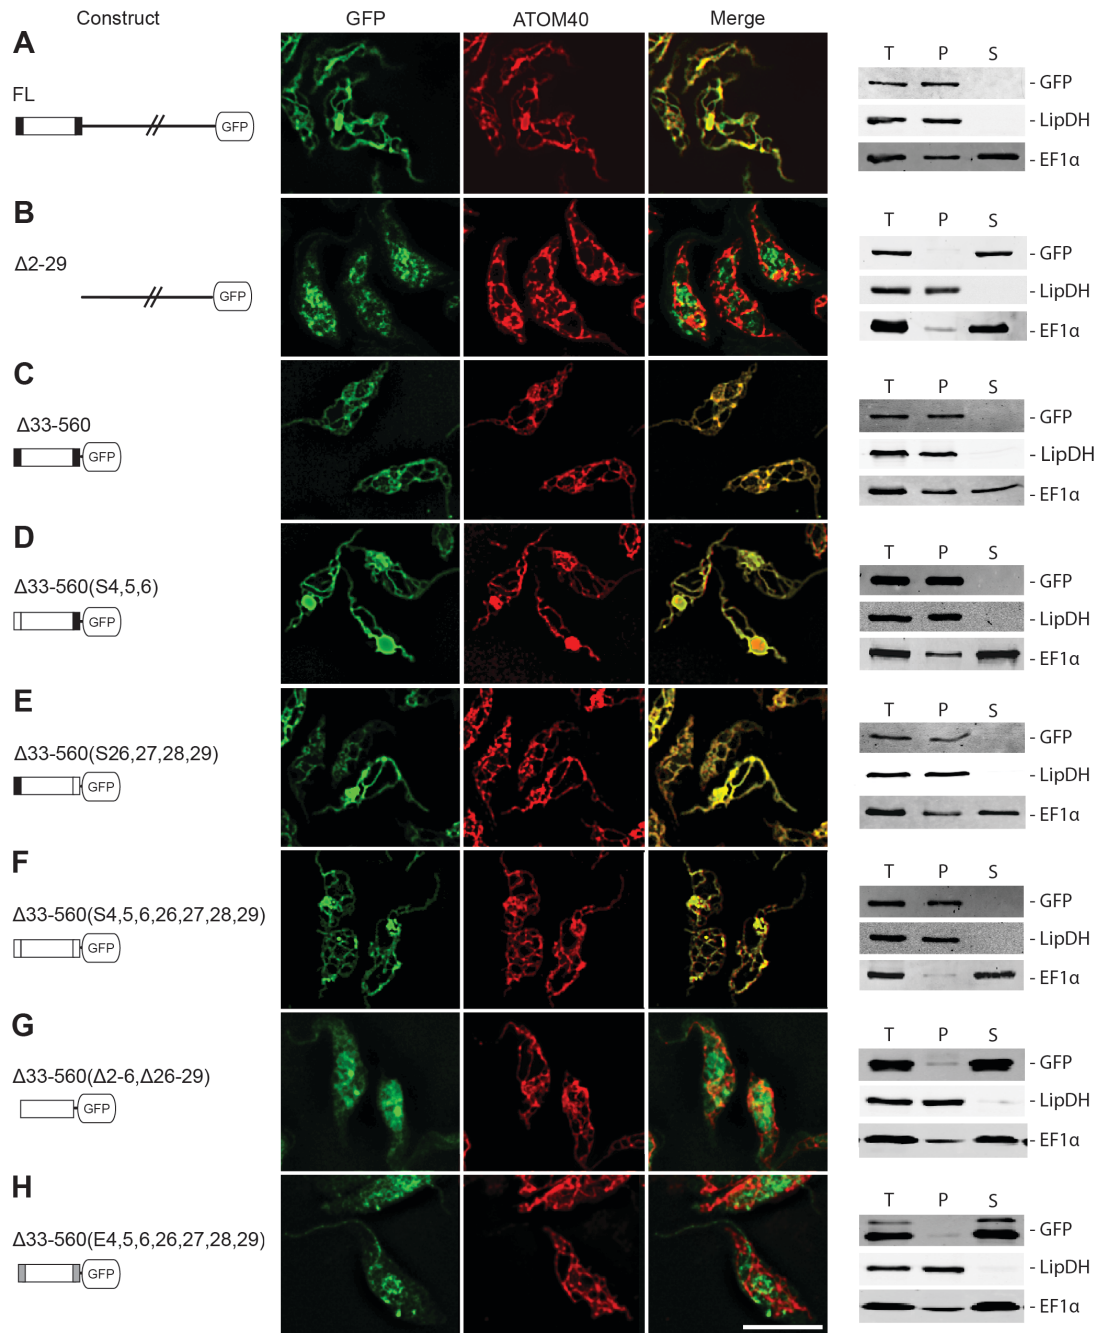 Construct GFP ATOM40 Merge
A
T P S
- GFP
FL
GFP
- LipDH
- EF1α
B
T P S
- GFP
Δ2-29
GFP
- LipDH
- EF1α
C
T P S
- GFP
Δ33-560
GFP
- LipDH
- EF1α
D
T P S
- GFP
Δ33-560(S4,5,6)
GFP
- LipDH
- EF1α
E
T P S
- GFP
Δ33-560(S26,27,28,29)
GFP
- LipDH
- EF1α
F
T P S
- GFP
Δ33-560(S4,5,6,26,27,28,29)
GFP
- LipDH
- EF1α
G
T P S
- GFP
Δ33-560(Δ2-6,Δ26-29)
GFP
- LipDH
- EF1α
H
T P S
- GFP
Δ33-560(E4,5,6,26,27,28,29)
GFP
- LipDH
- EF1α